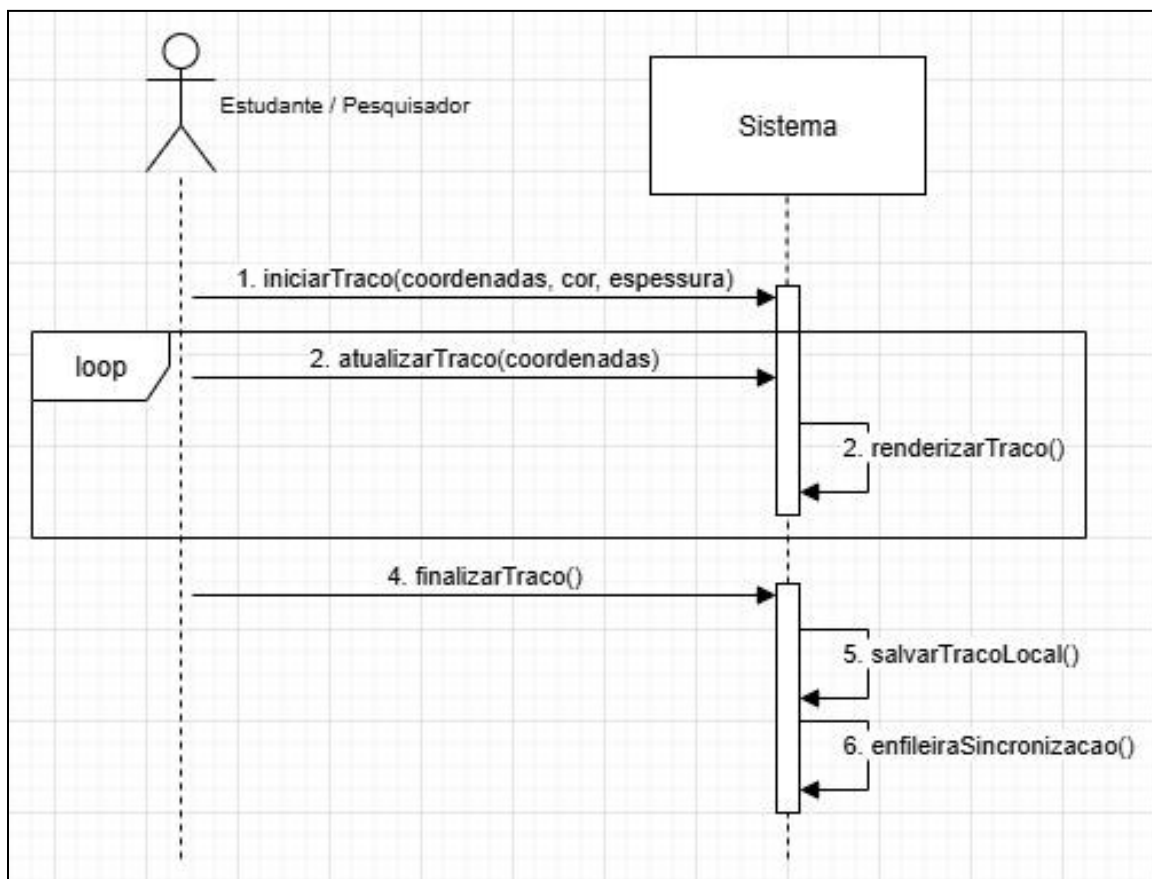 Estudante / Pesquisador
Sistema
1. iniciarTraco(coordenadas, cor, espessura)
loop
2. atualizarTraco(coordenadas)
2. renderizarTraco()
4. finalizarTraco()
5. salvarTracoLocal()
6. enfileiraSincronizacao()